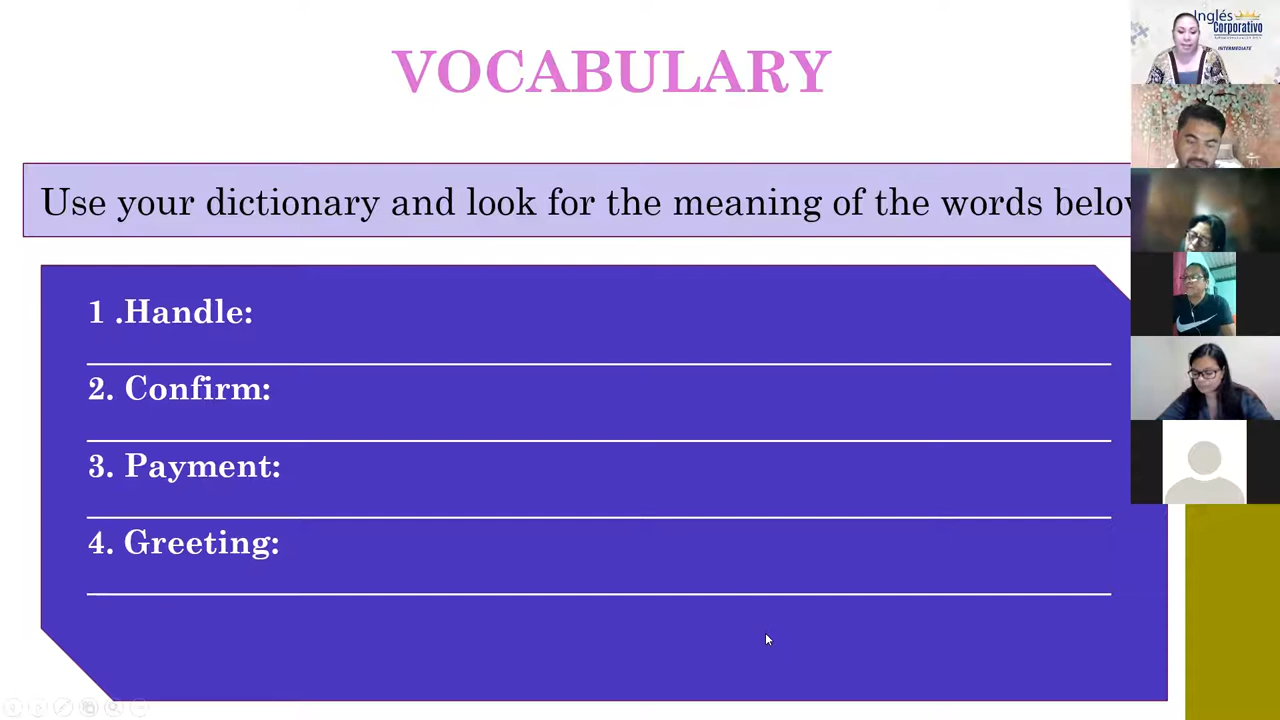 VOCABULARY
Use your dictionary and look for the meaning of the words
1 .Handle:
2. Confirm:
3. Payment:
4. Greeting:
Inglés
Corporativo
INTERMEDIATE